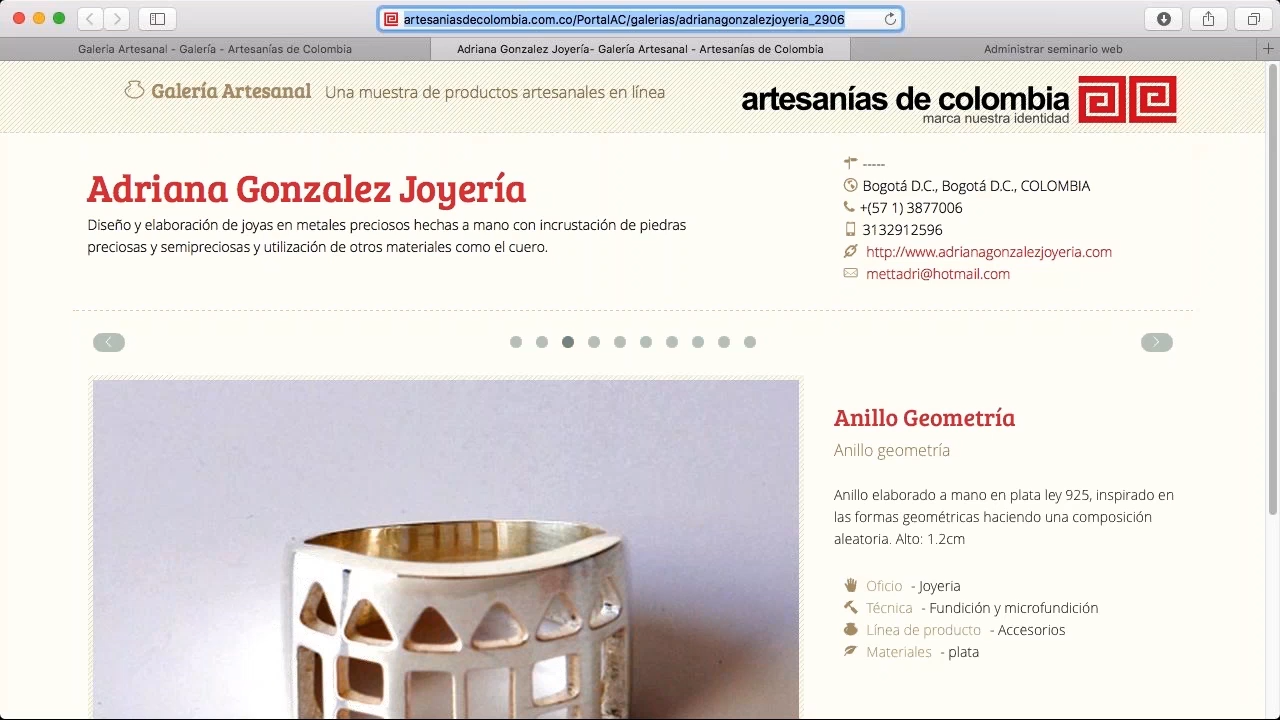 artesaniasdecolombia.com.co/PortalAC/galerias/adrianagonzalezjoyeria_2906
Galería Artesanal - Galería - Artesanías de Colombia
Adriana Gonzalez Joyería- Galería Artesanal - Artesanías de Colombia
Administrar seminario web
Galería Artesanal Una muestra de productos artesanales en línea
artesanías de colombia
marca nuestra identidad
Adriana Gonzalez Joyería
Diseño y elaboración de joyas en metales preciosos hechas a mano con incrustación de piedras
preciosas y semipreciosas y utilización de otros materiales como el cuero.
-----
Bogotá D.C., Bogotá D.C., COLOMBIA
+(57 1) 3877006
3132912596
http://www.adrianagonzalezjoyeria.com
mettadri@hotmail.com
Anillo Geometría
Anillo geometría
Anillo elaborado a mano en plata ley 925, inspirado en
las formas geométricas haciendo una composición
aleatoria. Alto: 1.2cm
Oficio - Joyeria
Técnica - Fundición y microfundición
Línea de producto - Accesorios
Materiales - plata